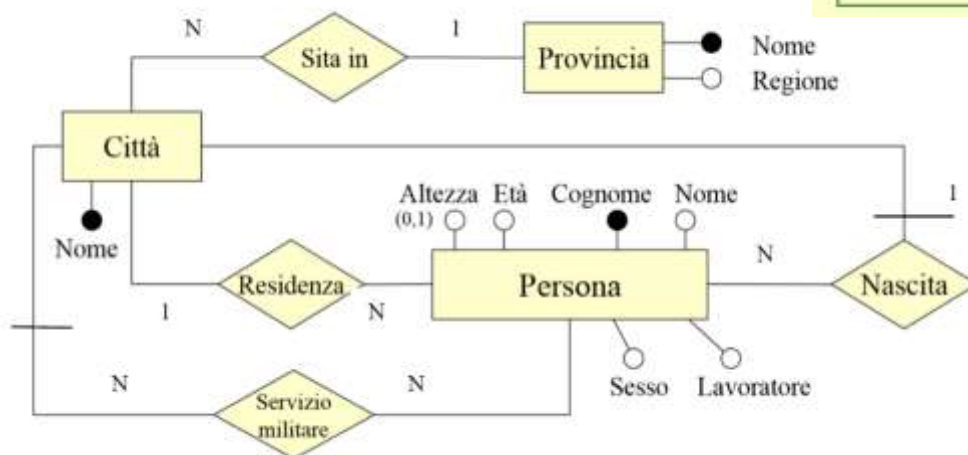 N
Sita in
1
Provincia
Nome
Regione
Città
Nome
Altezza
(0,1)
Età
Cognome
Nome
1
Residenza
1
N
Persona
N
Nascita
Sesso
Lavoratore
N
Servizio
militare
N